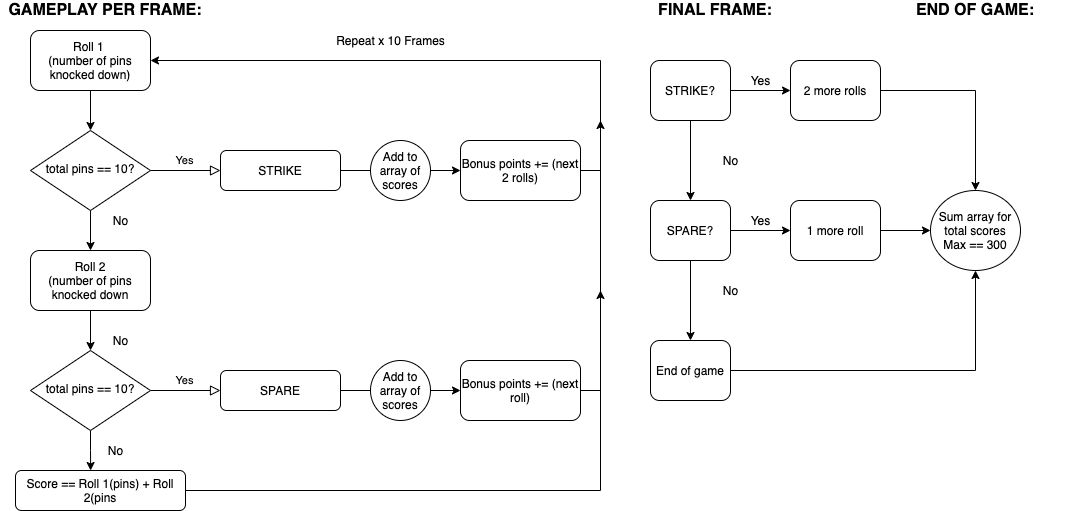 GAMEPLAY PER FRAME:
FINAL FRAME:
END OF GAME:
Repeat x 10 Frames
Roll 1
(number of pins
knocked down)
total pins == 10?
Yes
STRIKE
Add to
array of
scores
Bonus points += (next
2 rolls)
No
Roll 2
(number of pins
knocked down
No
total pins == 10?
Yes
SPARE
Add to
array of
scores
Bonus points += (next
roll)
No
Score == Roll 1(pins) + Roll
2(pins
STRIKE?
Yes
2 more rolls
No
SPARE?
Yes
1 more roll
Sum array for
total scores
Max == 300
No
End of game